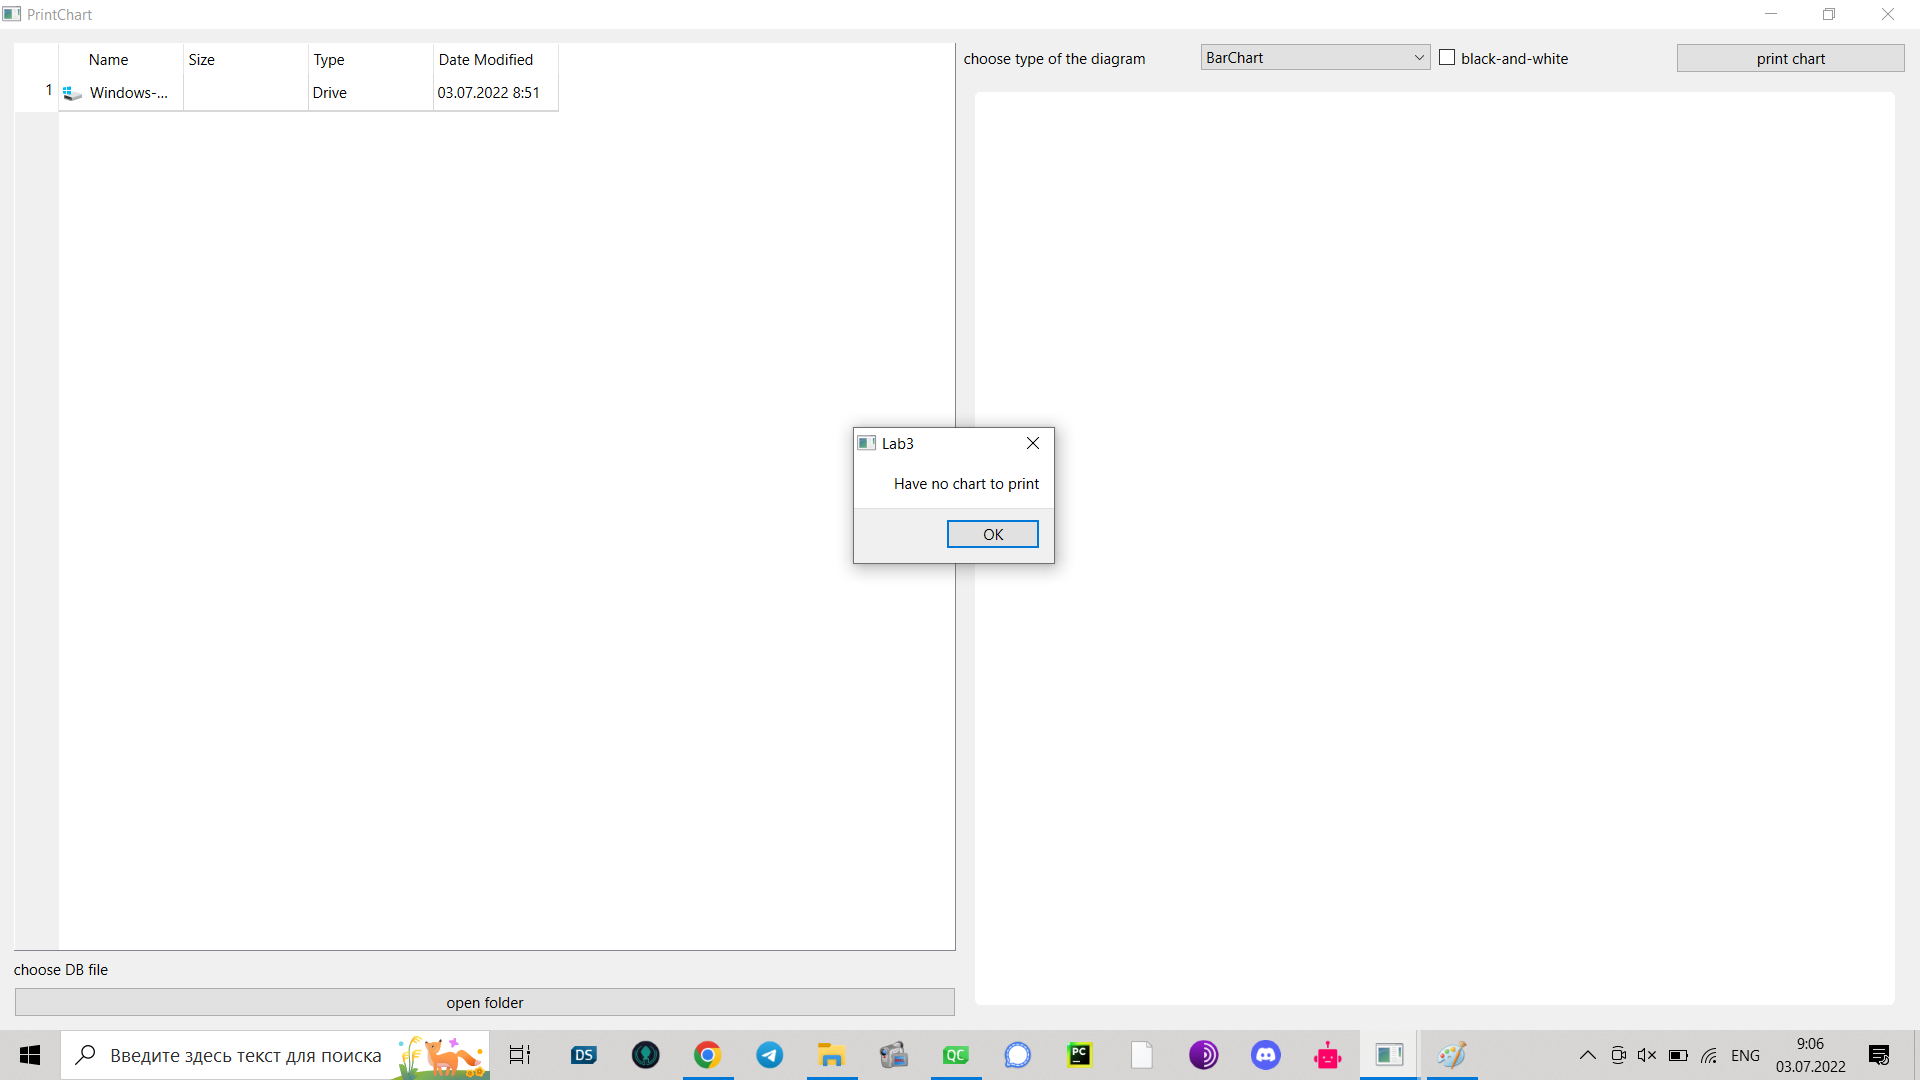 PrintChart
Name Size Type Date Modified
1 Windows-... Drive 03.07.2022 8:51
choose type of the diagram BarChart black-and-white print chart
Lab3
Have no chart to print
OK
choose DB file
open folder
Введите здесь текст для поиска DS QC PC ENG 9:06
03.07.2022